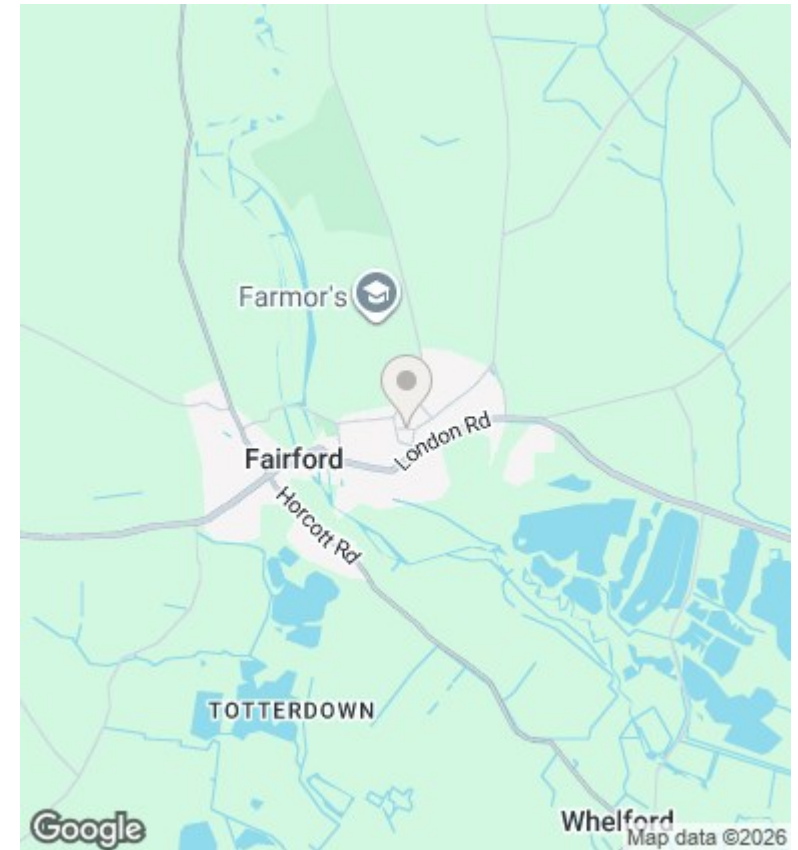 Farmor's
London Rd
Fairford
Horcott Rd
TOTTERDOWN
Whelford
Google
Map data ©2026